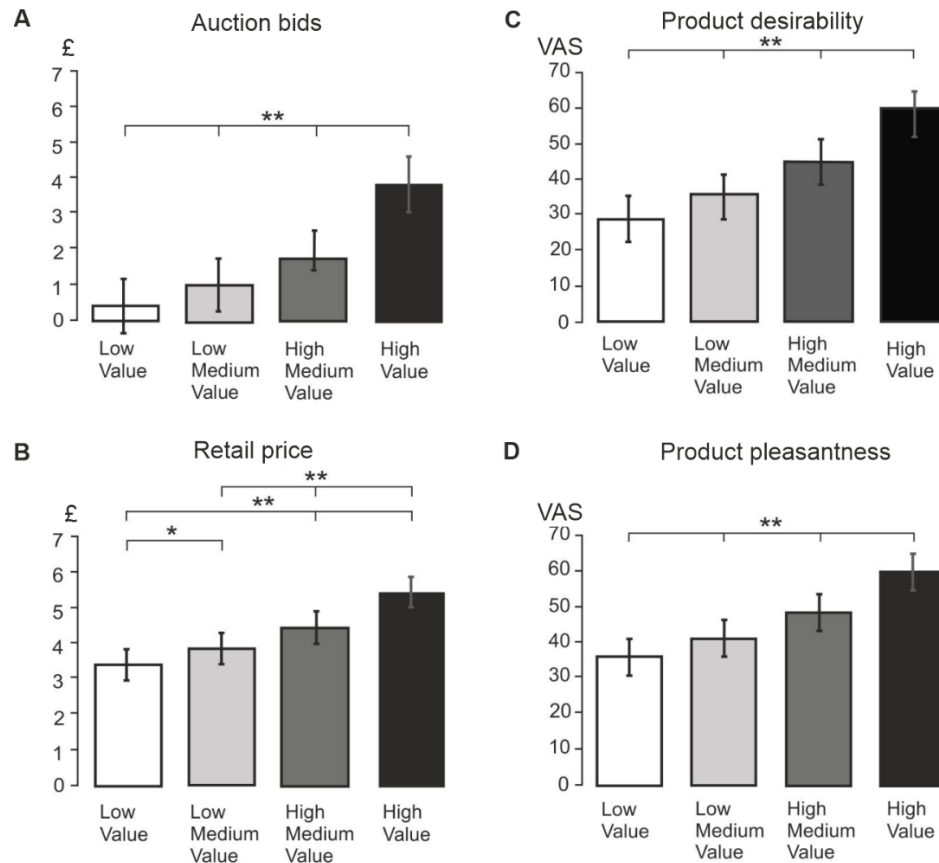 A
Auction bids
£
7
6
5
4
3
2
1
0
**
Low
Value
Low
Medium
Value
High
Medium
Value
High
Value
C
Product desirability
VAS
70
60
50
40
30
20
10
0
**
Low
Value
Low
Medium
Value
High
Medium
Value
High
Value
B
Retail price
£
7
6
5
4
3
2
1
0
**
**
*
Low
Value
Low
Medium
Value
High
Medium
Value
High
Value
D
Product pleasantness
VAS
70
60
50
40
30
20
10
0
**
Low
Value
Low
Medium
Value
High
Medium
Value
High
Value